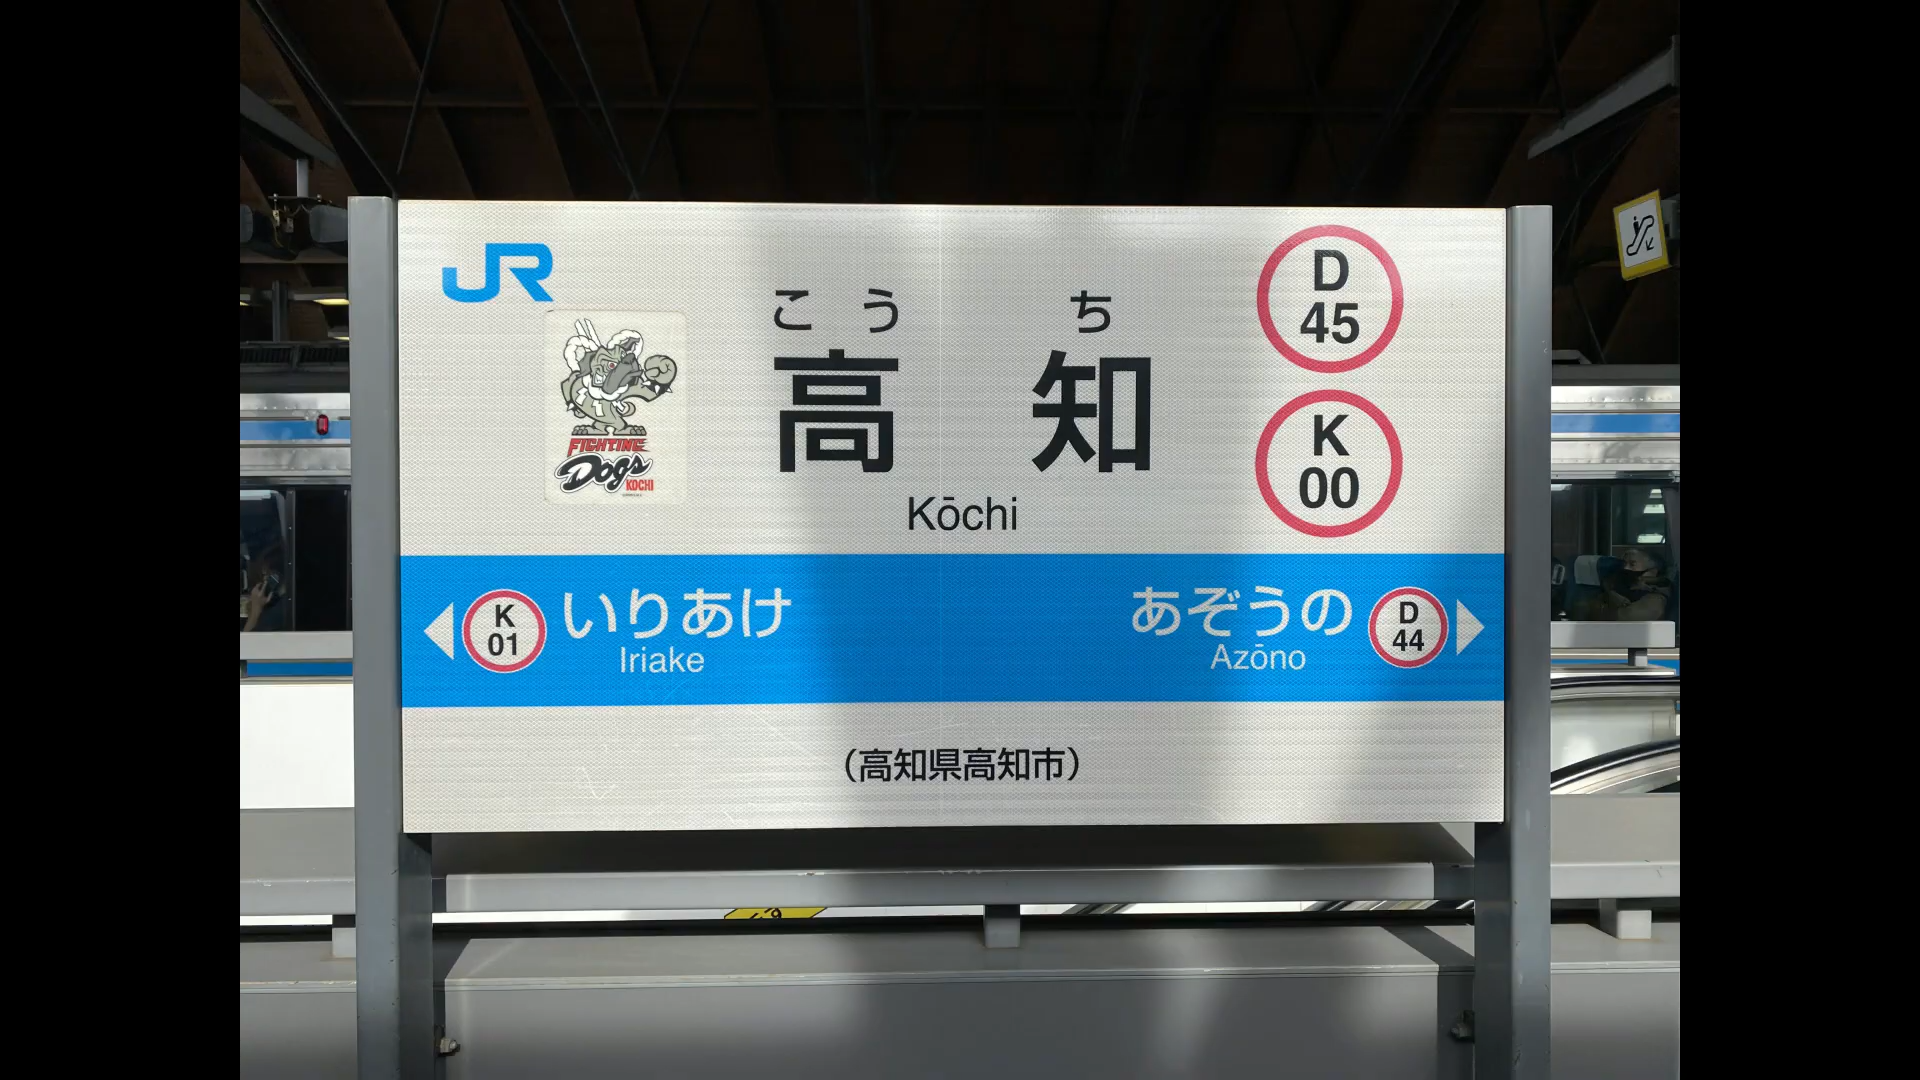 JR
こうち
高知
Kōchi
D
45
K
00
FIGHTING
Dogs
KOCHI
K
01
いりあけ
Iriake
あぞうの
Azōno
D
44
（高知県高知市）